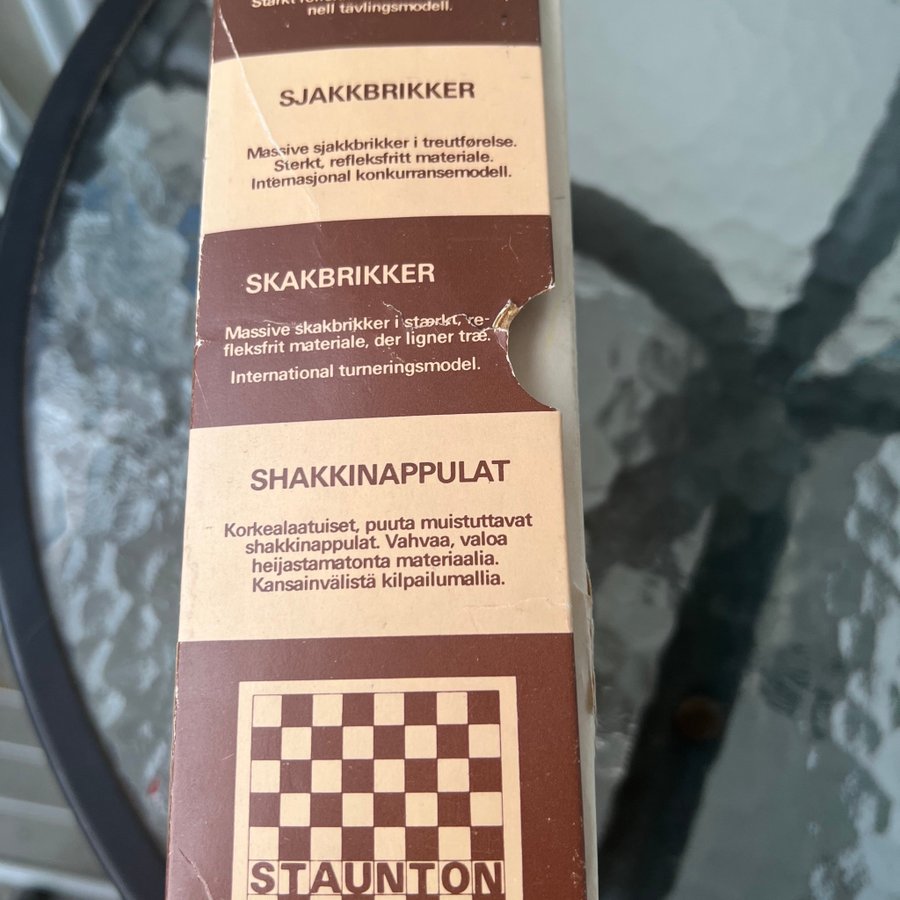 Starkt
nell tävlingsmodell.
SJAKKBRIKKER
Massive sjakkbrikker i treutførelse.
Sterkt, refleksfritt materiale.
Internasjonal konkurransemodell.
SKAKBRIKKER
Massive skakbrikker i stærkt, re-
fleksfrit materiale, der ligner træ.
International turneringsmodel.
SHAKKINAPPULAT
Korkealaatuiset, puuta muistuttavat
shakkinappulat. Vahvaa, valoa
heijastamatonta materiaalia.
Kansainvälistä kilpailumallia.
STAUNTON